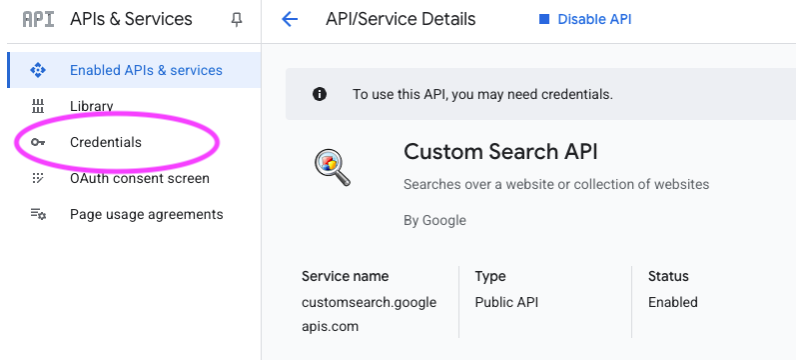 API APIs & Services
Enabled APIs & services
Library
Credentials
OAuth consent screen
Page usage agreements
API/Service Details
Disable API
To use this API, you may need credentials.
Custom Search API
Searches over a website or collection of websites
By Google
Service name
customsearch.google
apis.com
Type
Public API
Status
Enabled